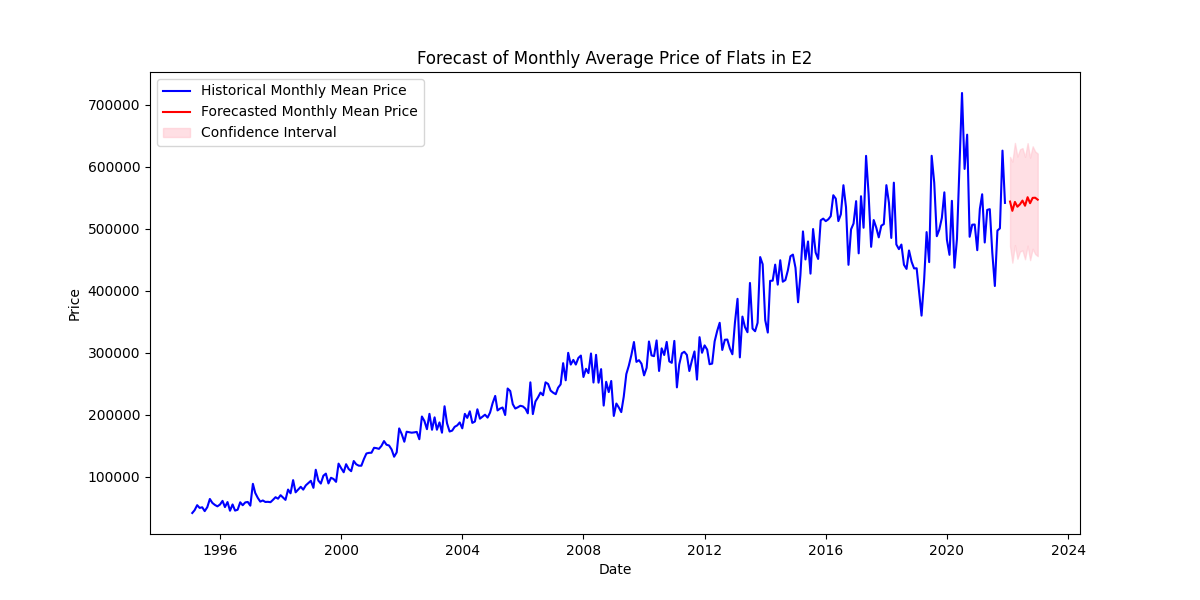 Forecast of Monthly Average Price of Flats in E2
Historical Monthly Mean Price
Forecasted Monthly Mean Price
Confidence Interval
700000
600000
500000
400000
300000
200000
100000
Price
1996 2000 2004 2008 2012 2016 2020 2024
Date